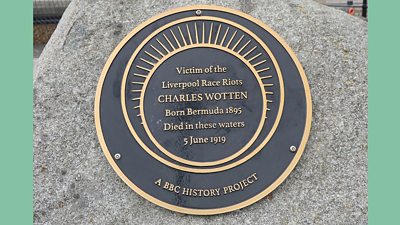 Victim of the
Liverpool Race Riots
CHARLES WOTTEN
Born Bermuda 1895
Died in these waters
5 June 1919
A BBC HISTORY PROJECT